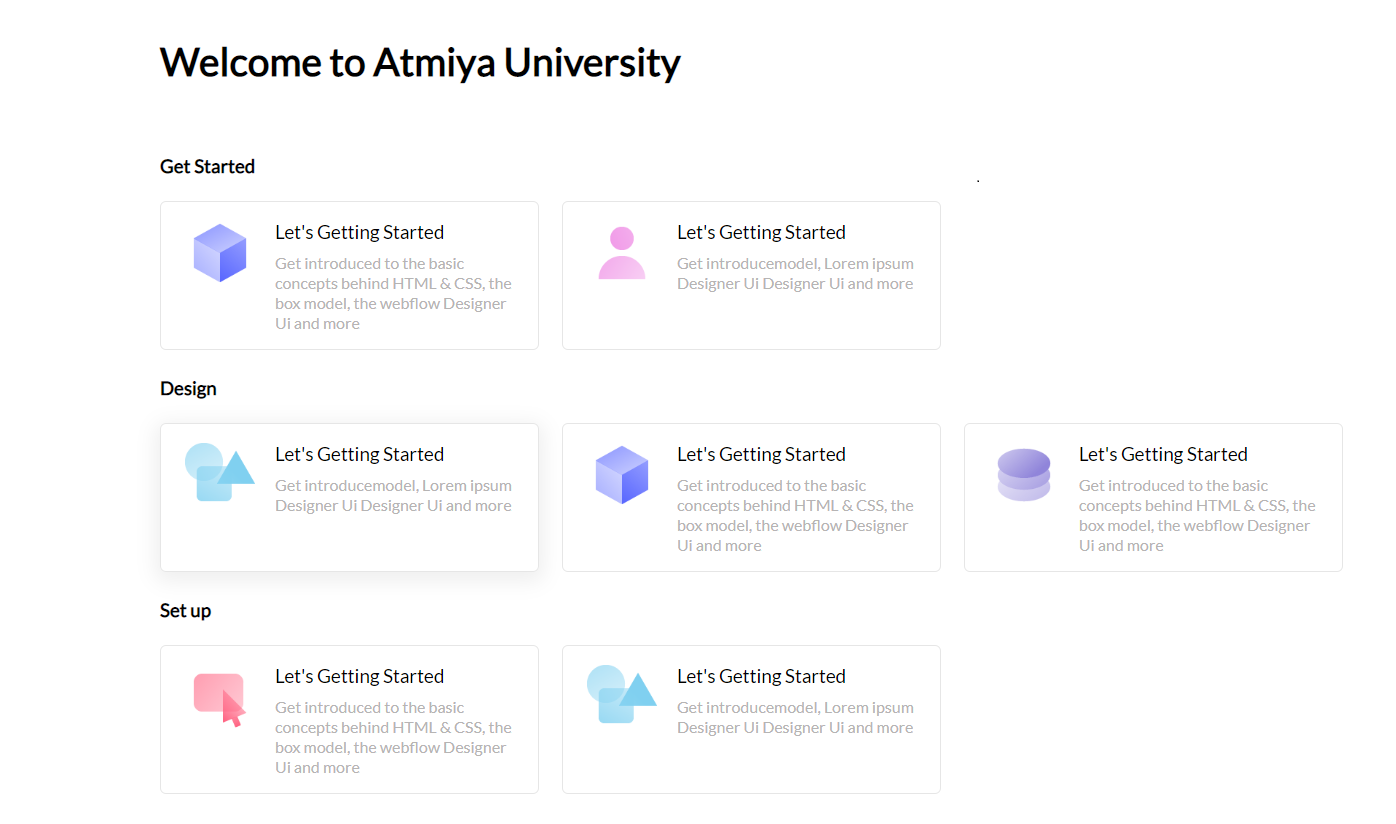 Welcome to Atmiya University
Get Started
Let's Getting Started
Get introduced to the basic
concepts behind HTML & CSS, the
box model, the webflow Designer
Ui and more
Let's Getting Started
Get introducemodel, Lorem ipsum
Designer Ui Designer Ui and more
Design
Let's Getting Started
Get introducemodel, Lorem ipsum
Designer Ui Designer Ui and more
Let's Getting Started
Get introduced to the basic
concepts behind HTML & CSS, the
box model, the webflow Designer
Ui and more
Let's Getting Started
Get introduced to the basic
concepts behind HTML & CSS, the
box model, the webflow Designer
Ui and more
Set up
Let's Getting Started
Get introduced to the basic
concepts behind HTML & CSS, the
box model, the webflow Designer
Ui and more
Let's Getting Started
Get introducemodel, Lorem ipsum
Designer Ui Designer Ui and more